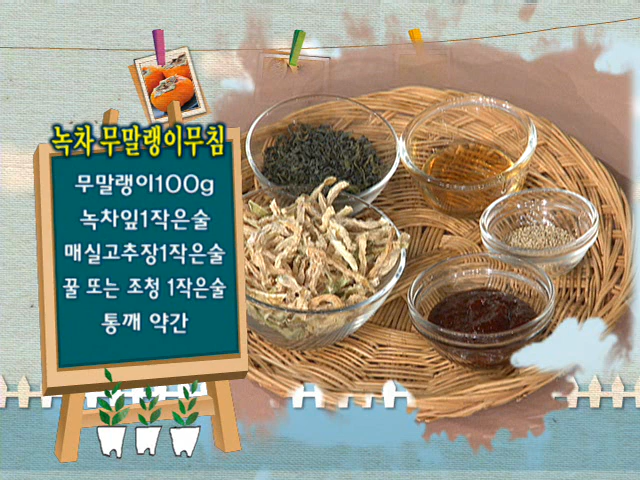 녹차 무말랭이무침
무말랭이100g
녹차잎1작은술
매실고추장1작은술
꿀 또는 조청 1작은술
통깨 약간